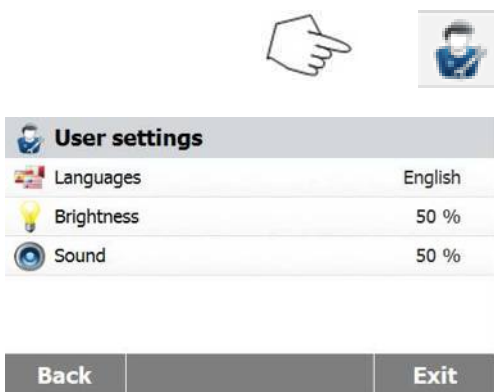 User settings
Languages English
Brightness 50 %
Sound 50 %
Back Exit